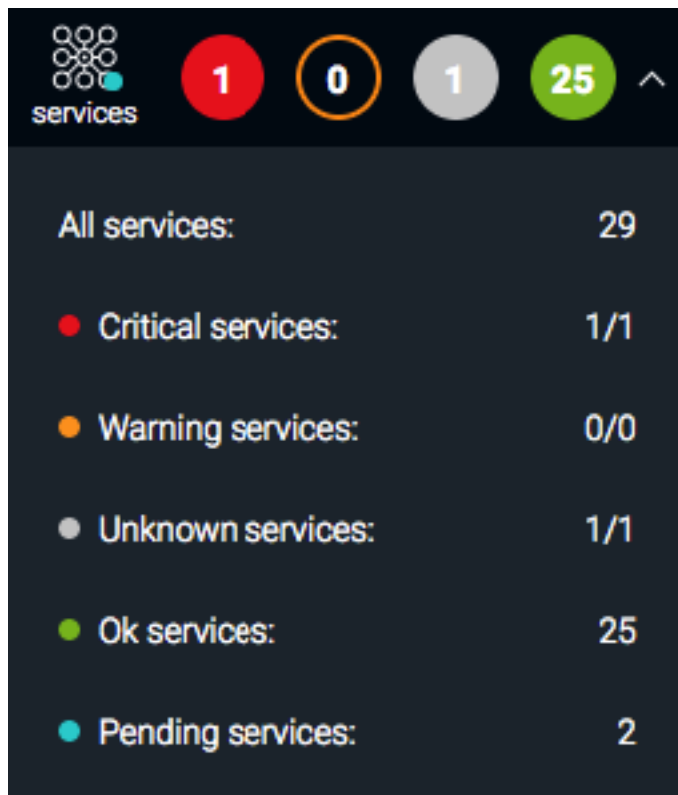 1 0 1 25
services
All services: 29
Critical services: 1/1
Warning services: 0/0
Unknown services: 1/1
Ok services: 25
Pending services: 2